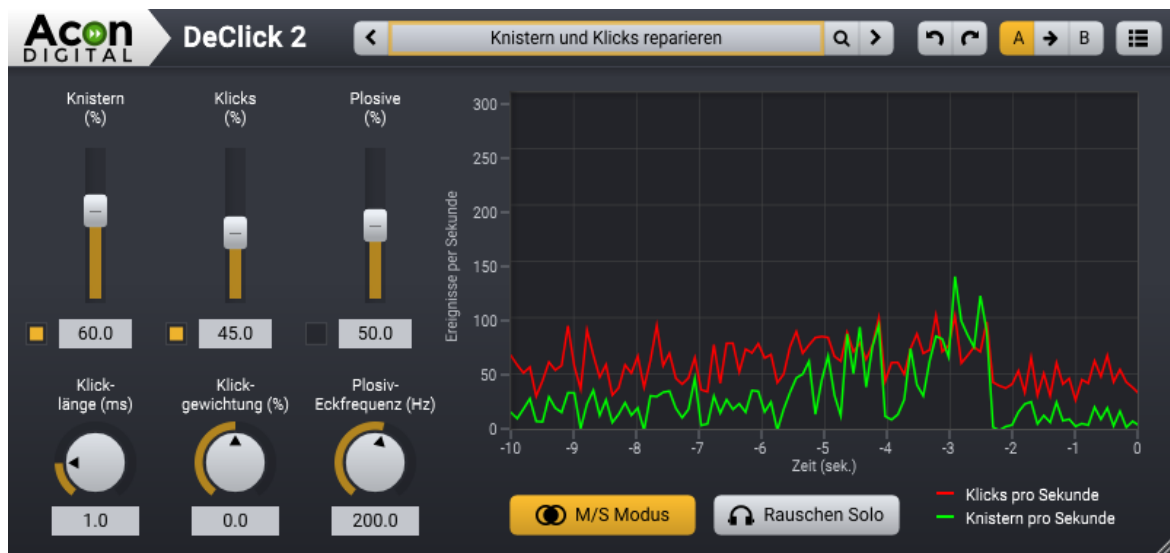 Acon
DIGITAL
DeClick 2
Knistern und Klicks reparieren
A
B
Knistern
(%)
Klicks
(%)
Plosive
(%)
60.0
45.0
50.0
Klick-
länge (ms)
Klick-
gewichtung (%)
Plosiv-
Eckfrequenz (Hz)
1.0
0.0
200.0
Ereignisse per Sekunde
300
250
200
150
100
50
0
-10 -9 -8 -7 -6 -5 -4 -3 -2 -1 0
Zeit (sek.)
M/S Modus
Rauschen Solo
Klicks pro Sekunde
Knistern pro Sekunde